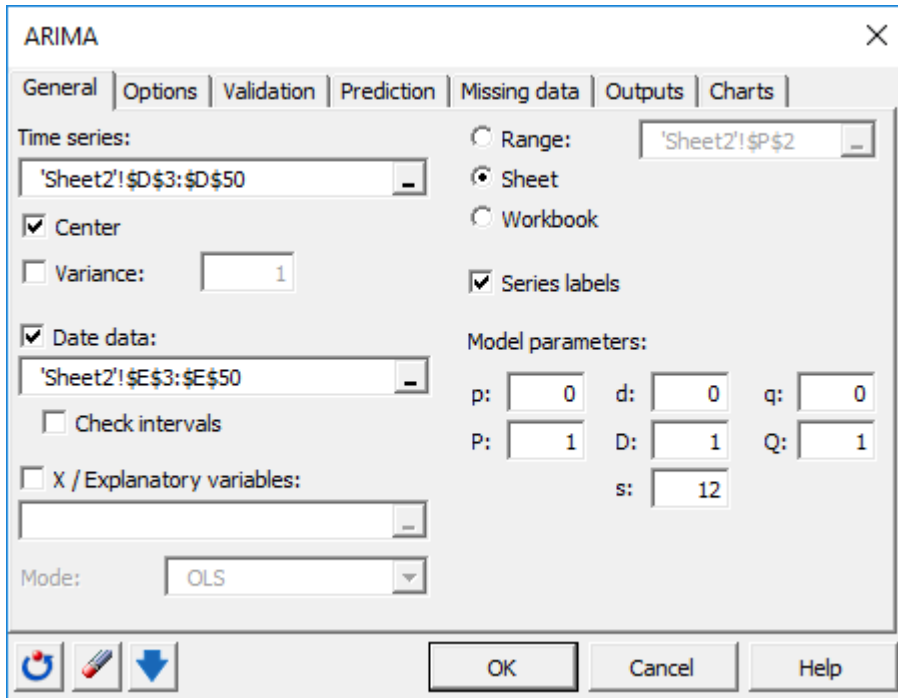 ARIMA
General Options Validation Prediction Missing data Outputs Charts
Time series:
'Sheet2'!$D$3:$D$50
Center
Variance: 1
Date data:
'Sheet2'!$E$3:$E$50
Check intervals
X / Explanatory variables:
Mode: OLS
Range: 'Sheet2'!$P$2
Sheet
Workbook
Series labels
Model parameters:
p: 0 d: 0 q: 0
P: 1 D: 1 Q: 1
s: 12
OK Cancel Help